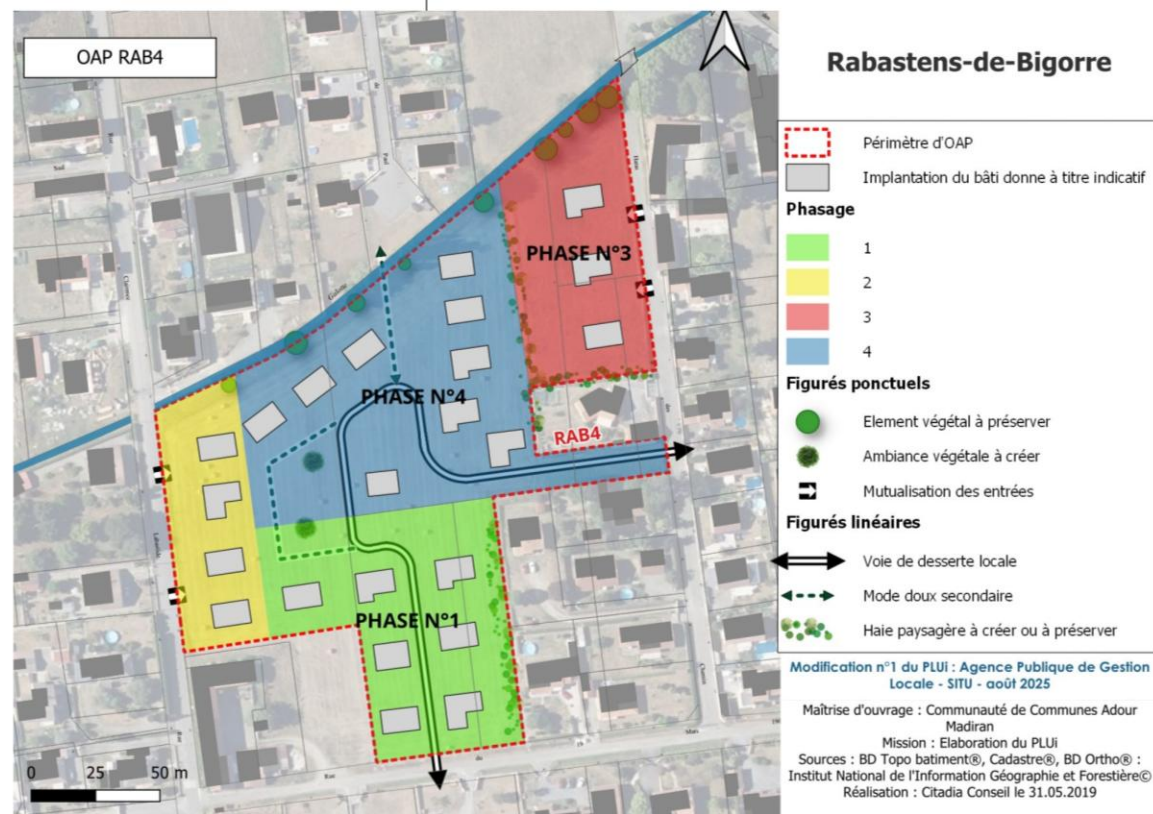 OAP RAB4
Rabastens-de-Bigorre
Périmètre d'OAP
Implantation du bâti donne à titre indicatif
Phasage
1
2
3
4
Figurés ponctuels
Element végétal à préserver
Ambiance végétale à créer
Mutualisation des entrées
Figurés linéaires
Voie de desserte locale
Mode doux secondaire
Haie paysagère à créer ou à préserver
Modification n°1 du PLUi : Agence Publique de Gestion
Locale - SITU - août 2025
Maîtrise d'ouvrage : Communauté de Communes Adour
Madiran
Mission : Elaboration du PLUi
Sources : BD Topo batiment®, Cadastre®, BD Ortho® :
Institut National de l'Information Géographie et Forestière©
Réalisation : Citadia Conseil le 31.05.2019
PHASE N°3
PHASE N°4
RAB4
PHASE N°1
Rue
du
19
Mars
0 25 50 m